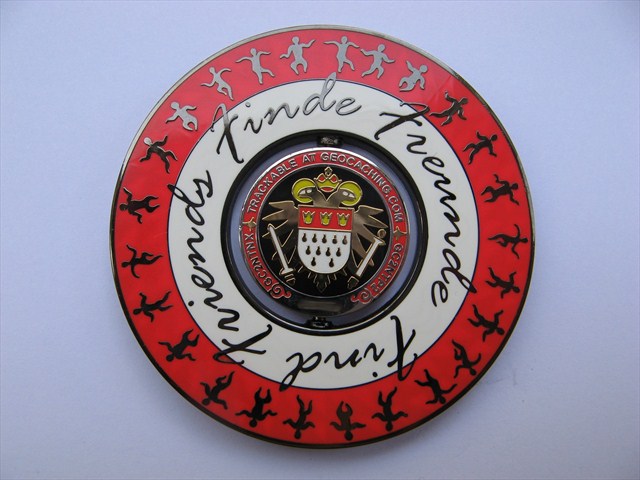 Finde Freunde
Find Friends
TRACKABLE AT GEOCACHING.COM